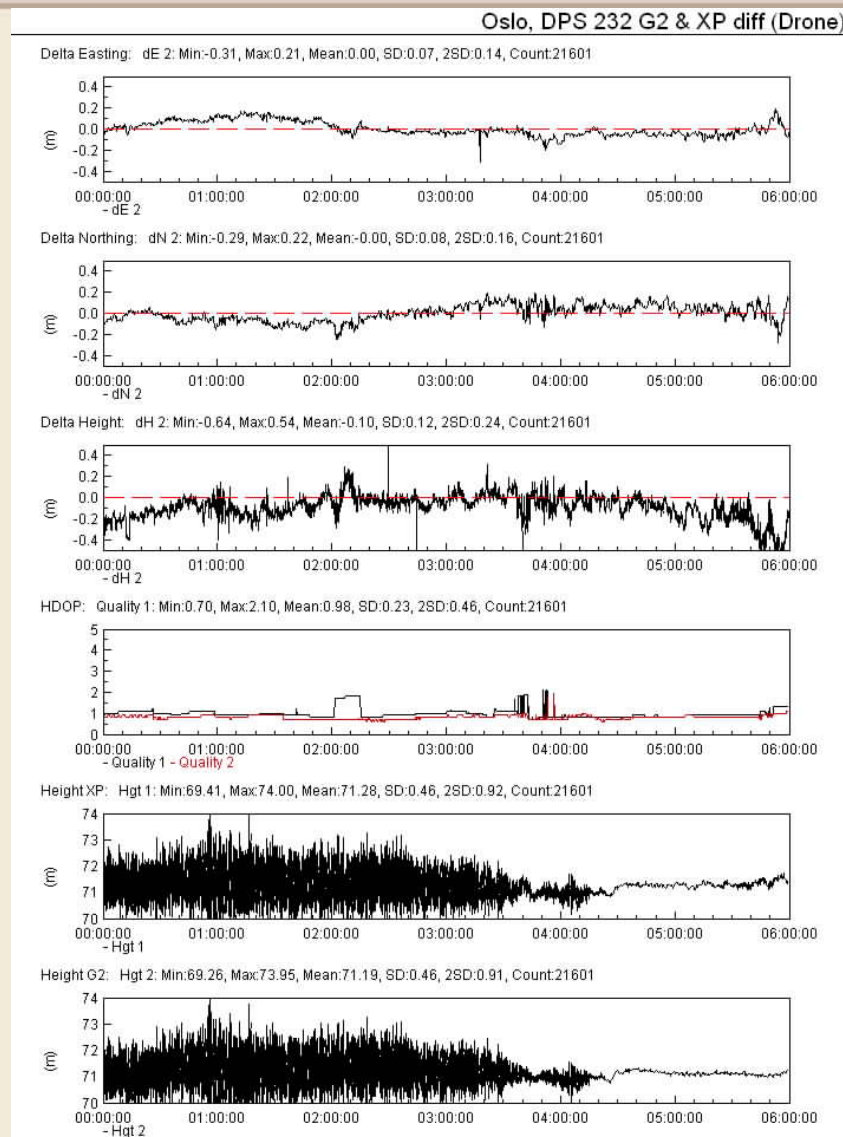 Oslo, DPS 232 G2 & XP diff (Drone)
Delta Easting: dE 2: Min:-0.31, Max:0.21, Mean:0.00, SD:0.07, 2SD:0.14, Count:21601
0.4
0.2
0.0
-0.2
-0.4
(m)
00:00:00 01:00:00 02:00:00 03:00:00 04:00:00 05:00:00 06:00:00
- dE 2
Delta Northing: dN 2: Min:-0.29, Max:0.22, Mean:-0.00, SD:0.08, 2SD:0.16, Count:21601
0.4
0.2
0.0
-0.2
-0.4
(m)
00:00:00 01:00:00 02:00:00 03:00:00 04:00:00 05:00:00 06:00:00
- dN 2
Delta Height: dH 2: Min:-0.64, Max:0.54, Mean:-0.10, SD:0.12, 2SD:0.24, Count:21601
0.4
0.2
0.0
-0.2
-0.4
(m)
00:00:00 01:00:00 02:00:00 03:00:00 04:00:00 05:00:00 06:00:00
- dH 2
HDOP: Quality 1: Min:0.70, Max:2.10, Mean:0.98, SD:0.23, 2SD:0.46, Count:21601
5
4
3
2
1
0
00:00:00 01:00:00 02:00:00 03:00:00 04:00:00 05:00:00 06:00:00
- Quality 1 - Quality 2
Height XP: Hgt 1: Min:69.41, Max:74.00, Mean:71.28, SD:0.46, 2SD:0.92, Count:21601
74
73
72
71
70
(m)
00:00:00 01:00:00 02:00:00 03:00:00 04:00:00 05:00:00 06:00:00
- Hgt 1
Height G2: Hgt 2: Min:69.26, Max:73.95, Mean:71.19, SD:0.46, 2SD:0.91, Count:21601
74
73
72
71
70
(m)
00:00:00 01:00:00 02:00:00 03:00:00 04:00:00 05:00:00 06:00:00
- Hgt 2